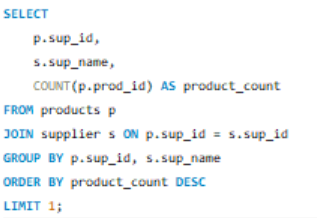 SELECT
p.sup_id,
s.sup_name,
COUNT(p.prod_id) AS product_count
FROM products p
JOIN supplier s ON p.sup_id = s.sup_id
GROUP BY p.sup_id, s.sup_name
ORDER BY product_count DESC
LIMIT 1;